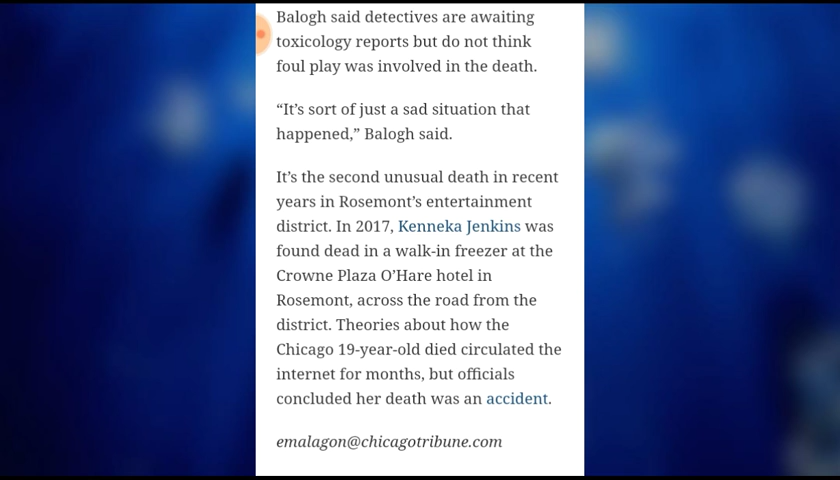 Balogh said detectives are awaiting
toxicology reports but do not think
foul play was involved in the death.
“It’s sort of just a sad situation that
happened,” Balogh said.
It’s the second unusual death in recent
years in Rosemont’s entertainment
district. In 2017, Kenneka Jenkins was
found dead in a walk-in freezer at the
Crowne Plaza O’Hare hotel in
Rosemont, across the road from the
district. Theories about how the
Chicago 19-year-old died circulated the
internet for months, but officials
concluded her death was an accident.
emalagon@chicagotribune.com